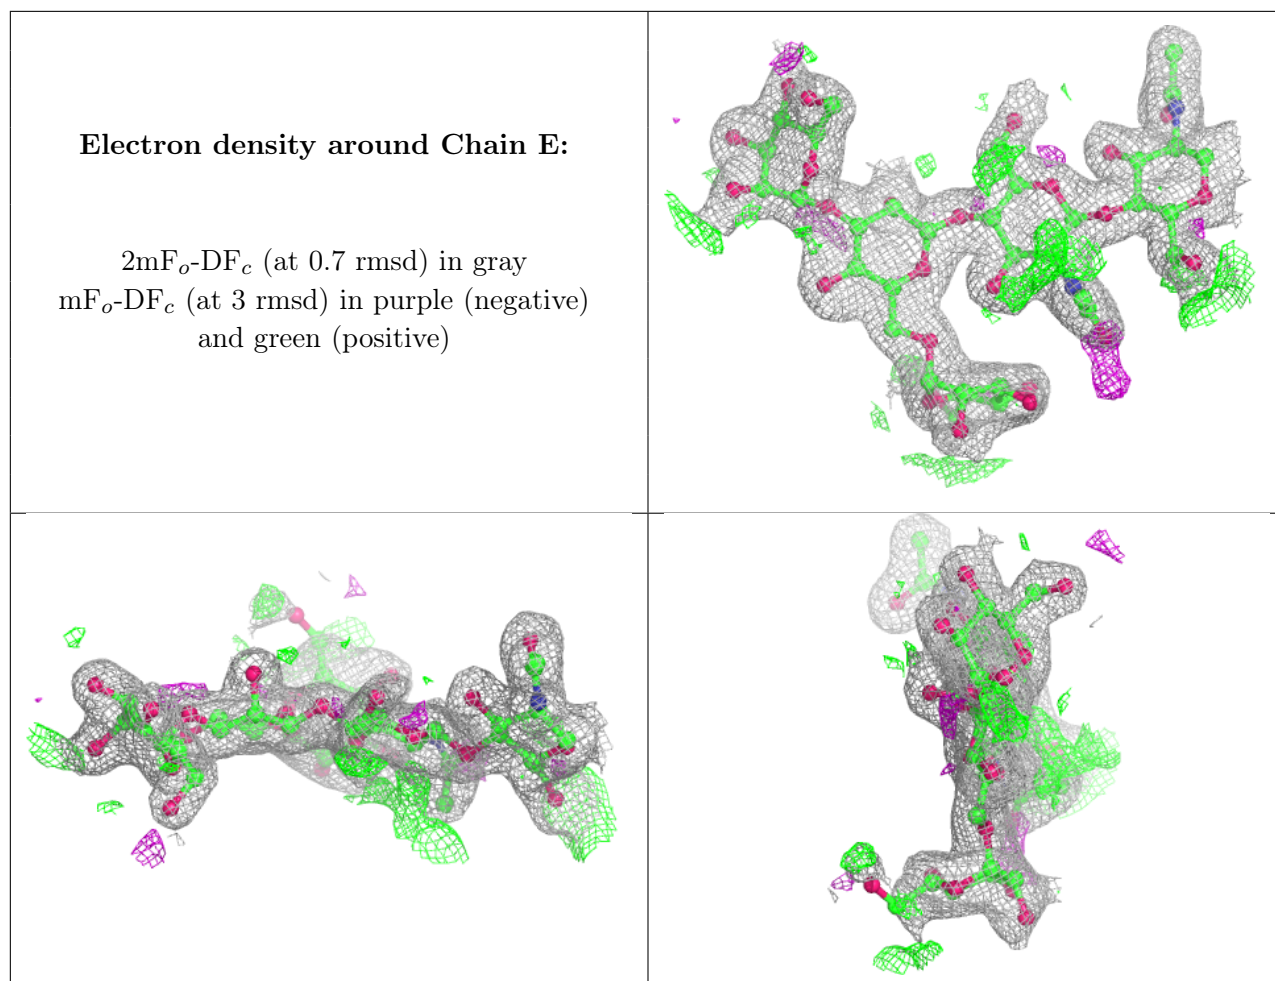 Electron density around Chain E:
2mFₒ-DF𝒸 (at 0.7 rmsd) in gray
mFₒ-DF𝒸 (at 3 rmsd) in purple (negative)
and green (positive)